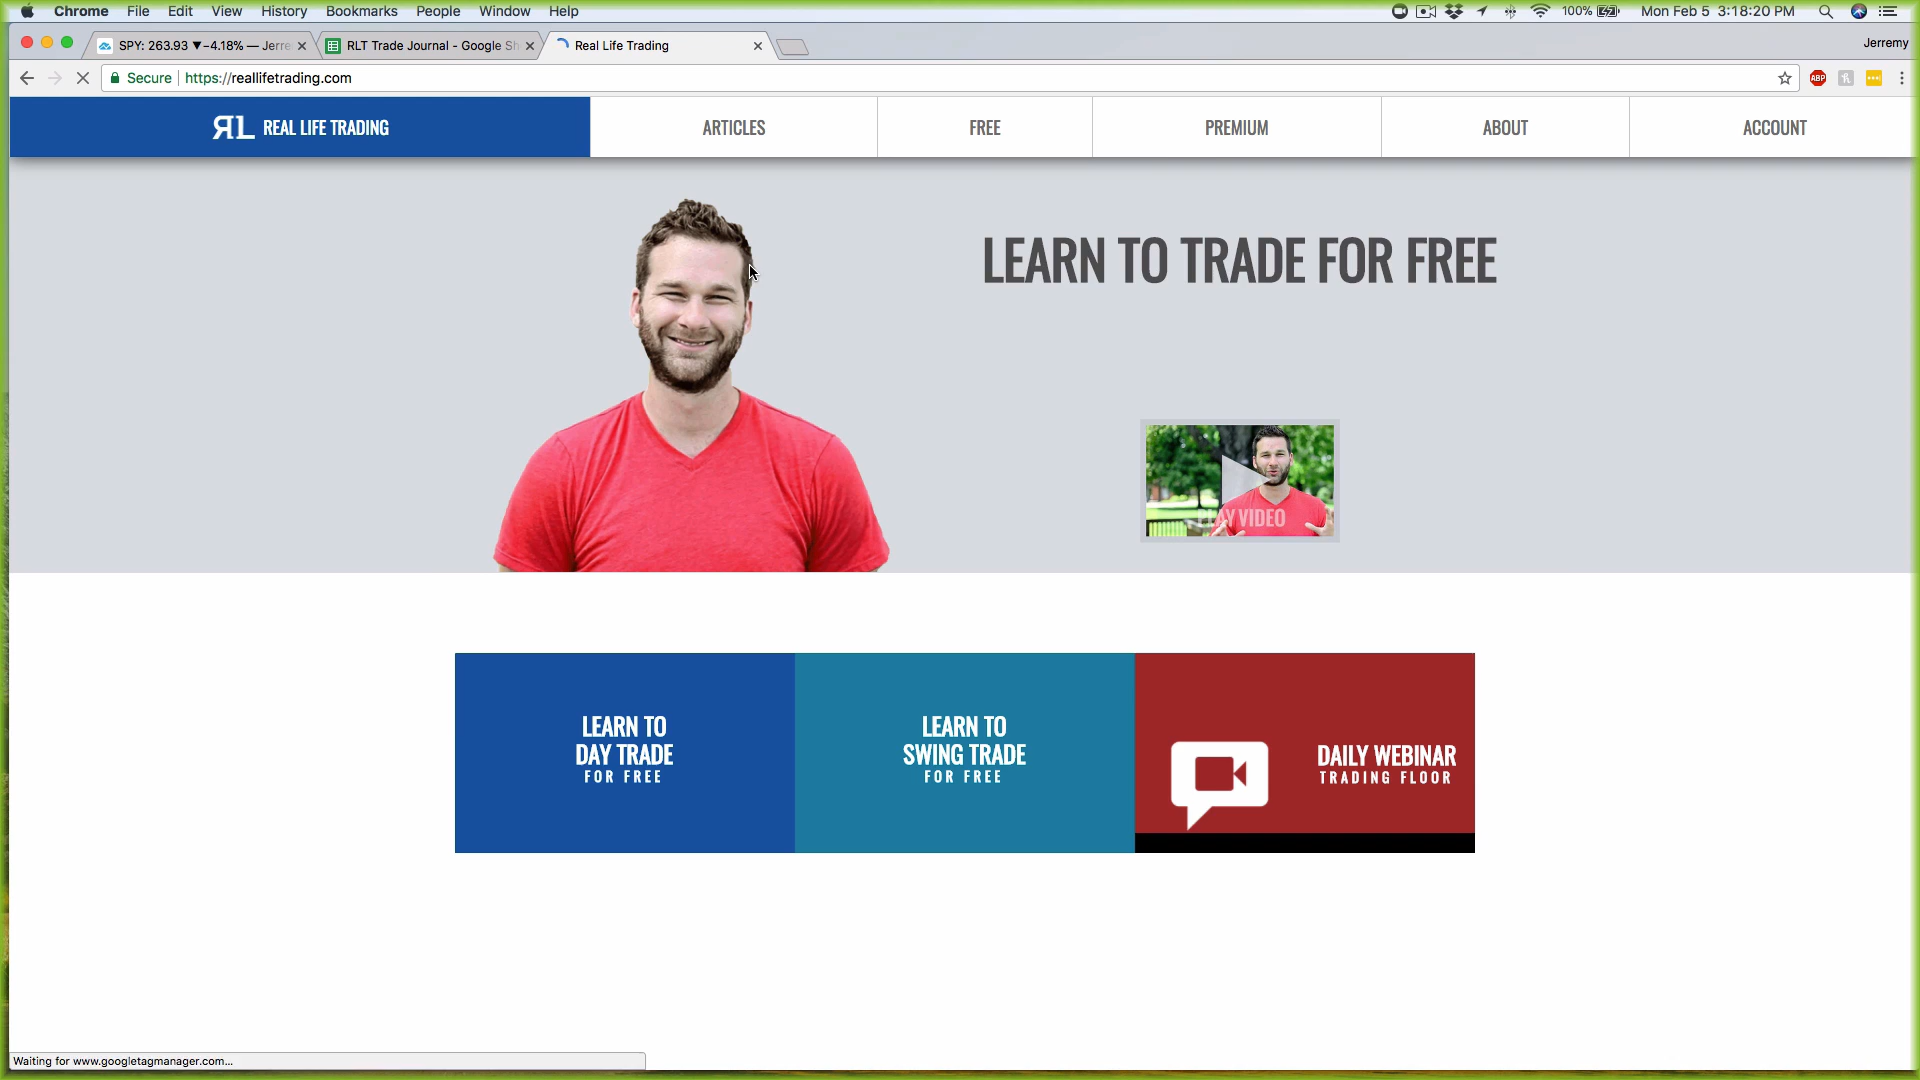 Chrome File Edit View History Bookmarks People Window Help 100% Mon Feb 5 3:18:20 PM
SPY: 263.93 ▼−4.18% — Jerre
RLT Trade Journal - Google Sh
Real Life Trading
Jeremy
Secure https://reallifetrading.com
ABP
RL REAL LIFE TRADING
ARTICLES
FREE
PREMIUM
ABOUT
ACCOUNT
LEARN TO TRADE FOR FREE
PLAY VIDEO
LEARN TO
DAY TRADE
FOR FREE
LEARN TO
SWING TRADE
FOR FREE
DAILY WEBINAR
TRADING FLOOR
Waiting for www.googletagmanager.com...